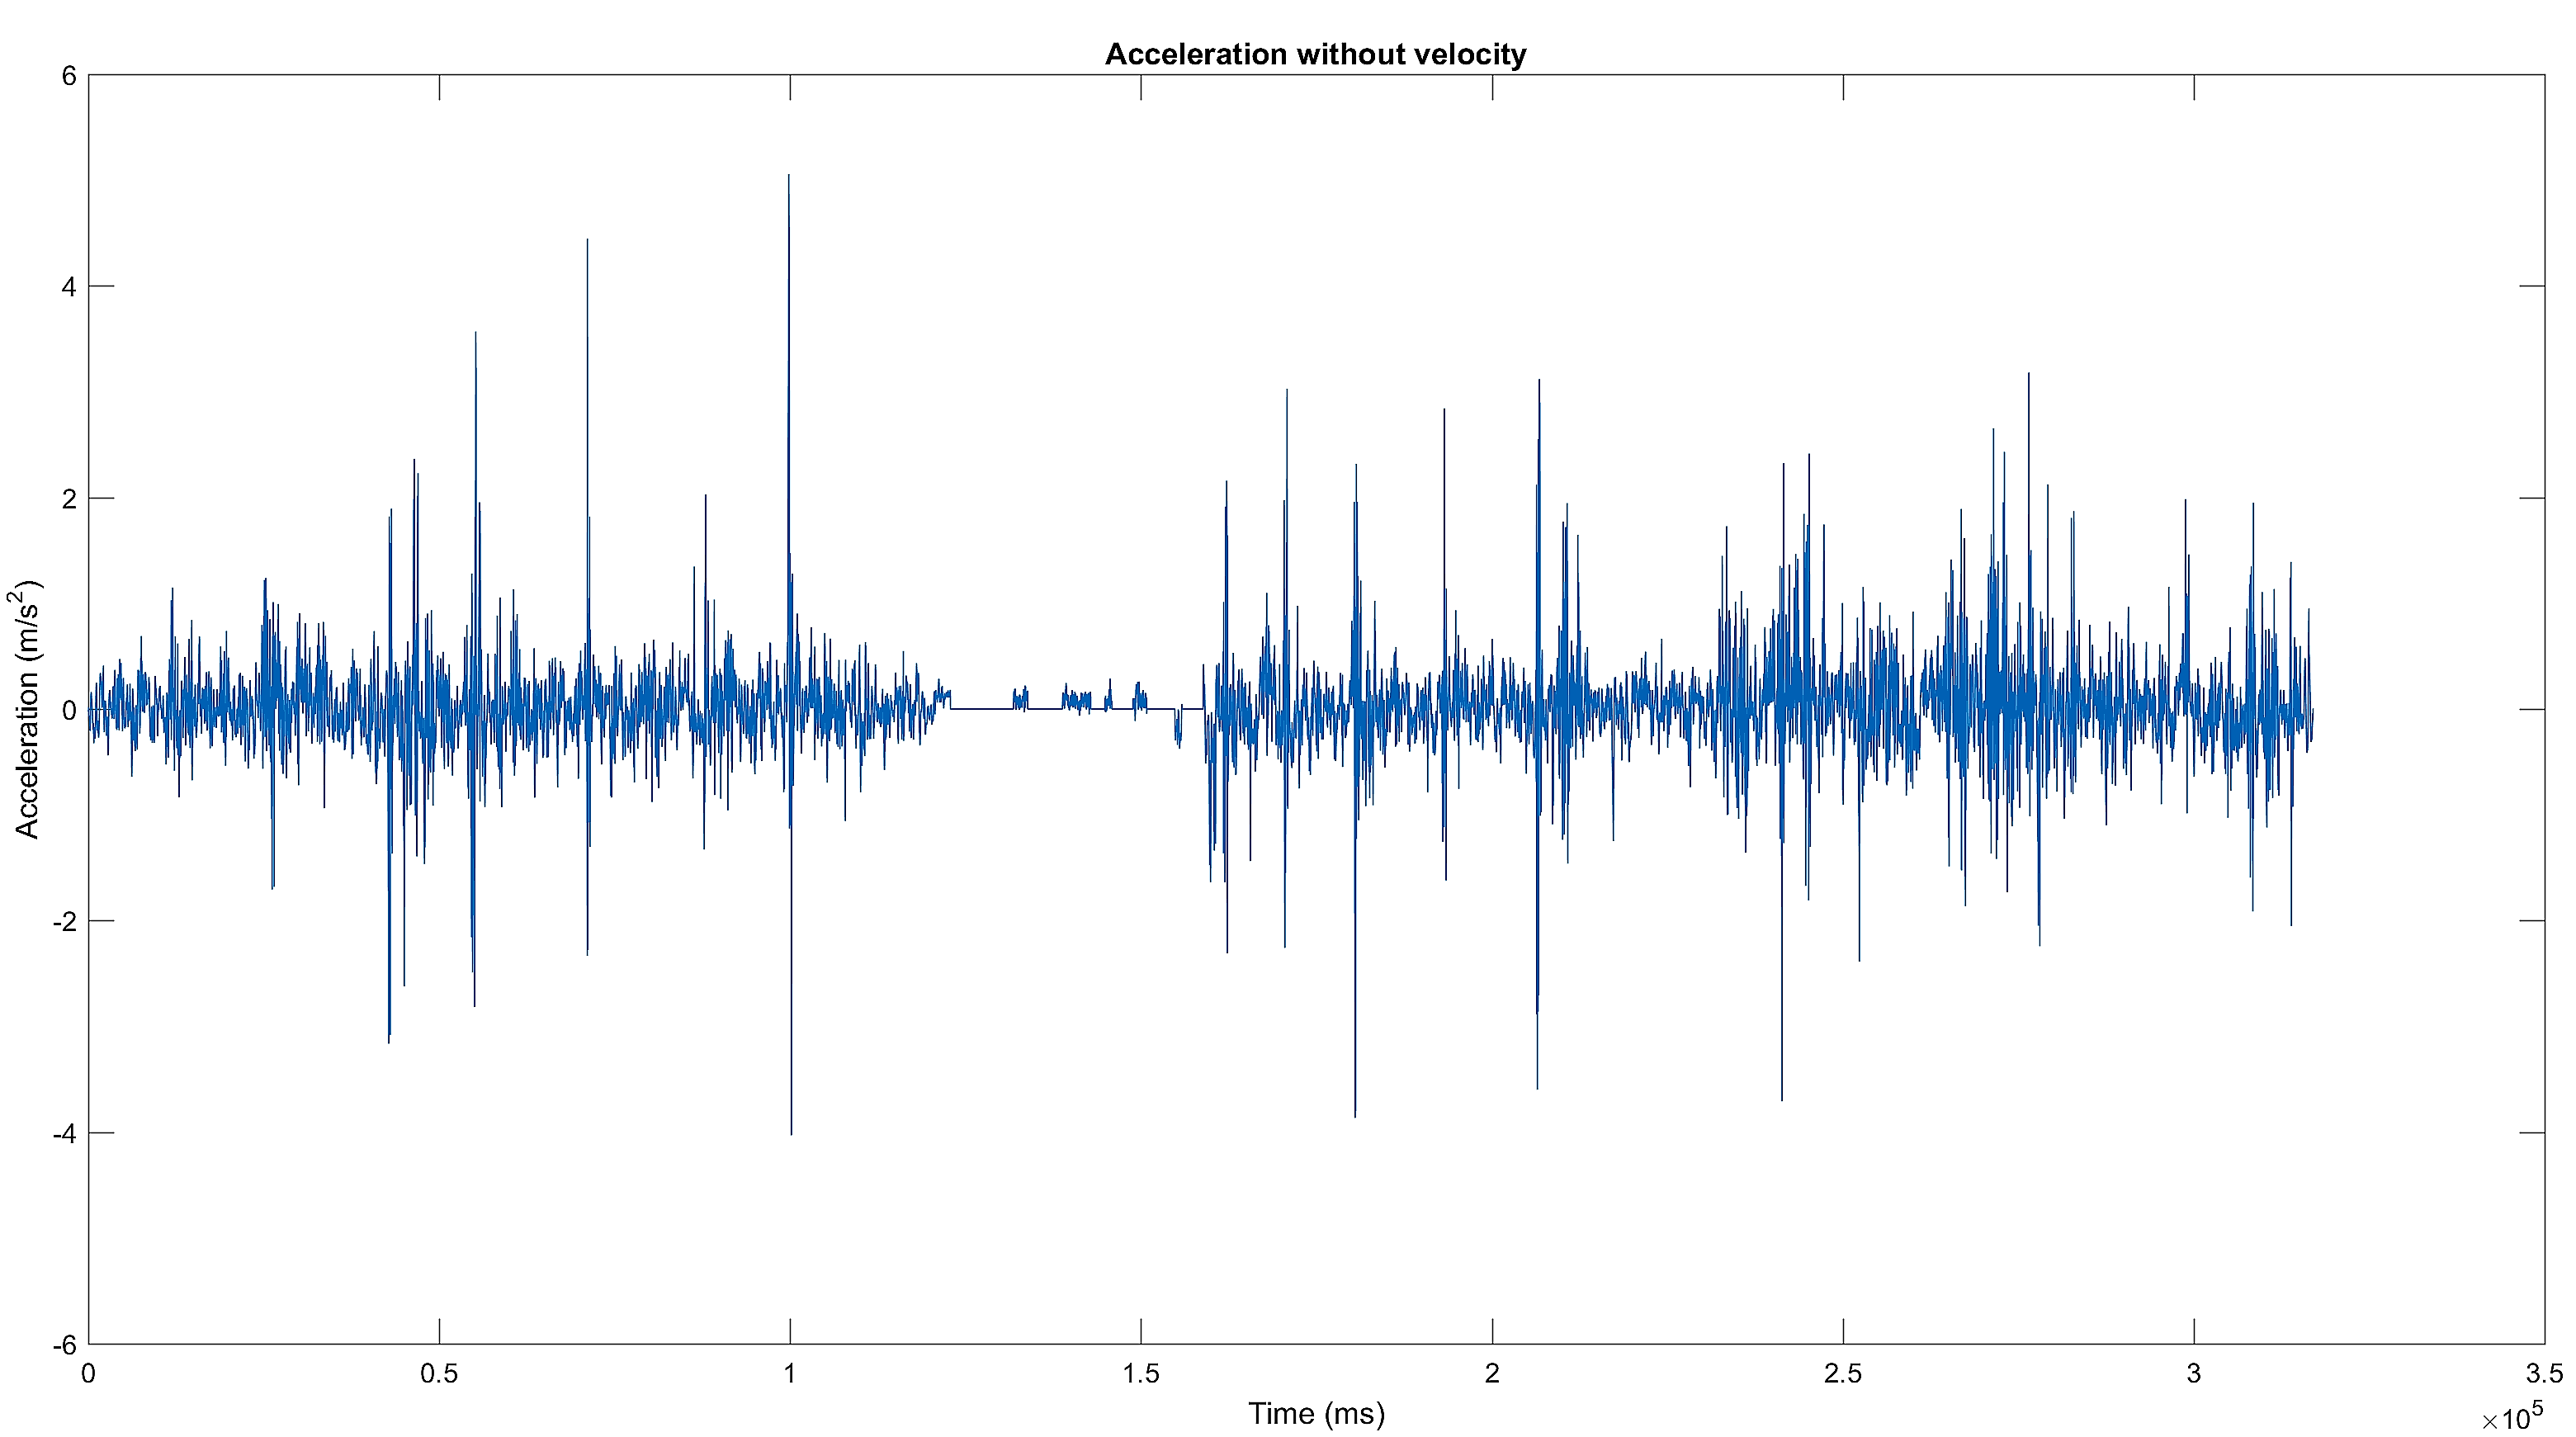 Acceleration without velocity
6
4
2
0
-2
-4
-6
Acceleration (m/s²)
0 0.5 1 1.5 2 2.5 3 3.5
Time (ms)
×10⁵